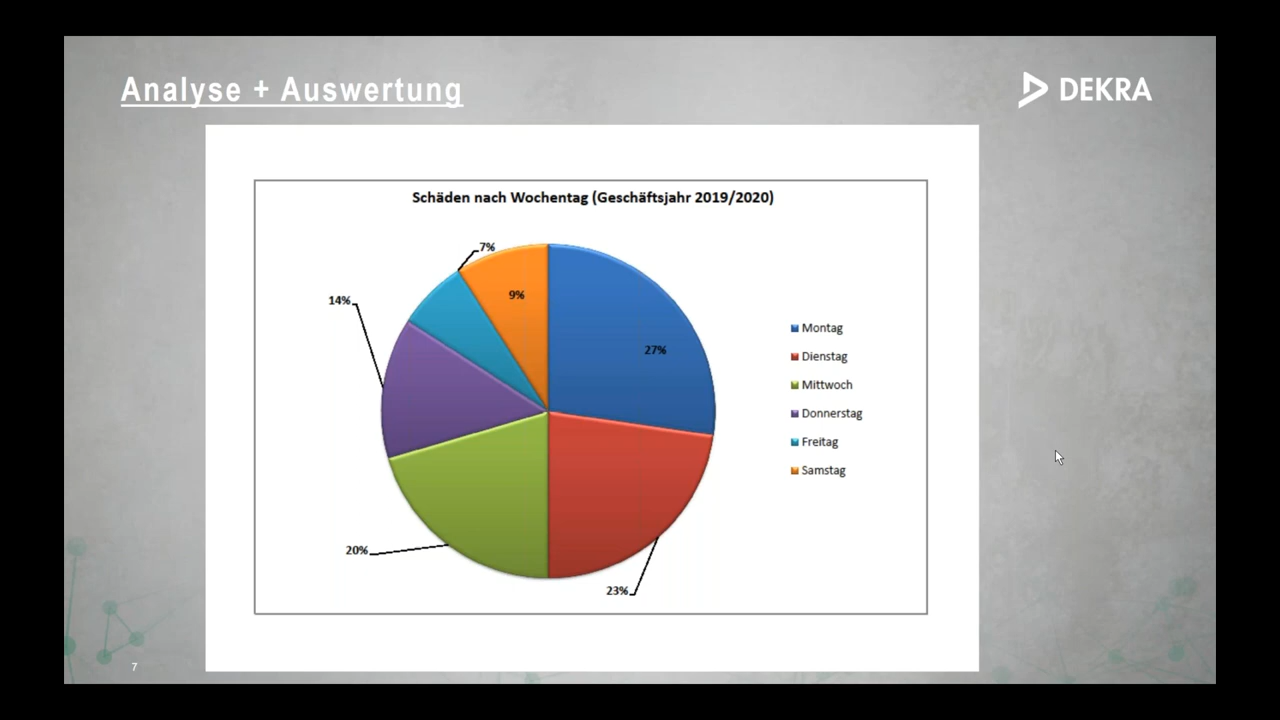 Analyse + Auswertung
DEKRA
Schäden nach Wochentag (Geschäftsjahr 2019/2020)
7%
9%
14%
27%
20%
23%
Montag
Dienstag
Mittwoch
Donnerstag
Freitag
Samstag
7